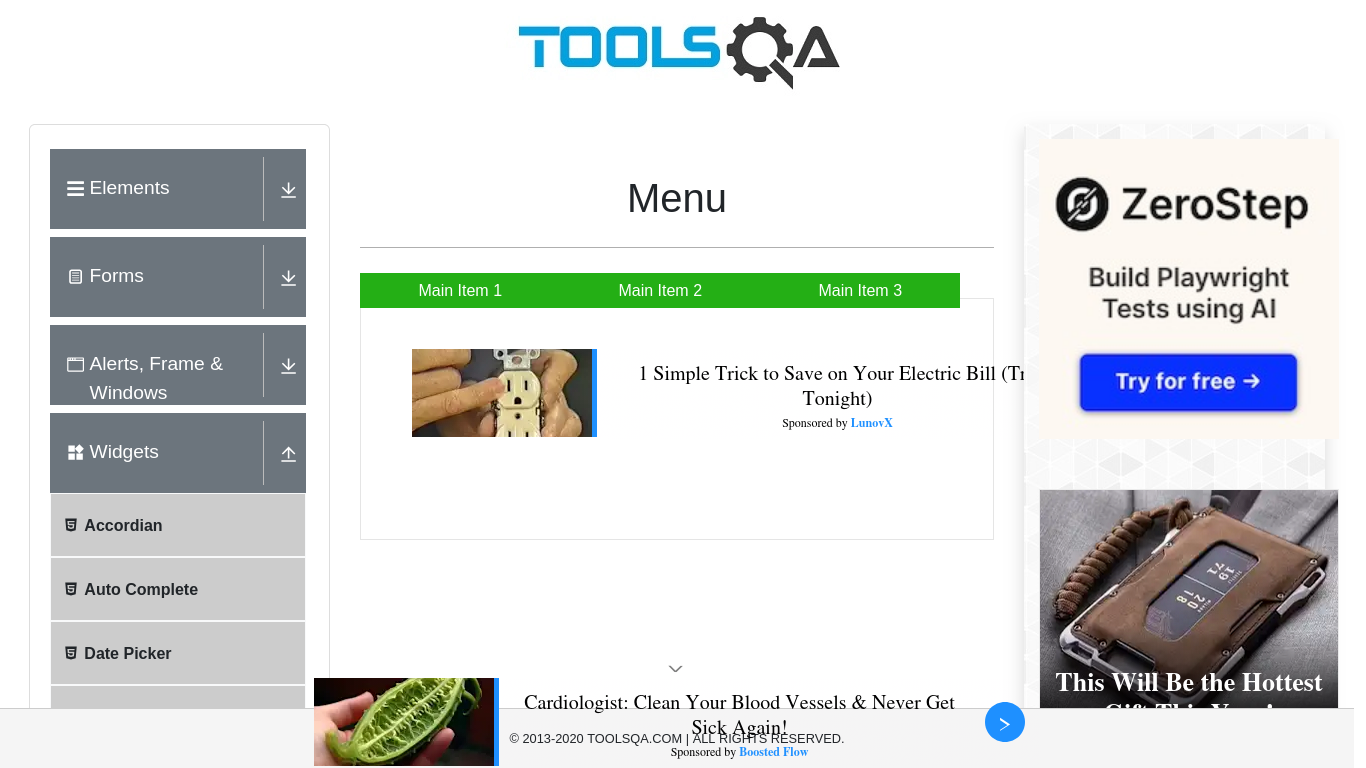 TOOLSQA
Elements
Forms
Alerts, Frame &
Windows
Widgets
Accordian
Auto Complete
Date Picker
Menu
Main Item 1
Main Item 2
Main Item 3
1 Simple Trick to Save on Your Electric Bill (Tr
Tonight)
Sponsored by LunovX
ZeroStep
Build Playwright
Tests using AI
Try for free →
This Will Be the Hottest
Cardiologist: Clean Your Blood Vessels & Never Get
Sick Again!
© 2013-2020 TOOLSQA.COM | ALL RIGHTS RESERVED.
Sponsored by Boosted Flow